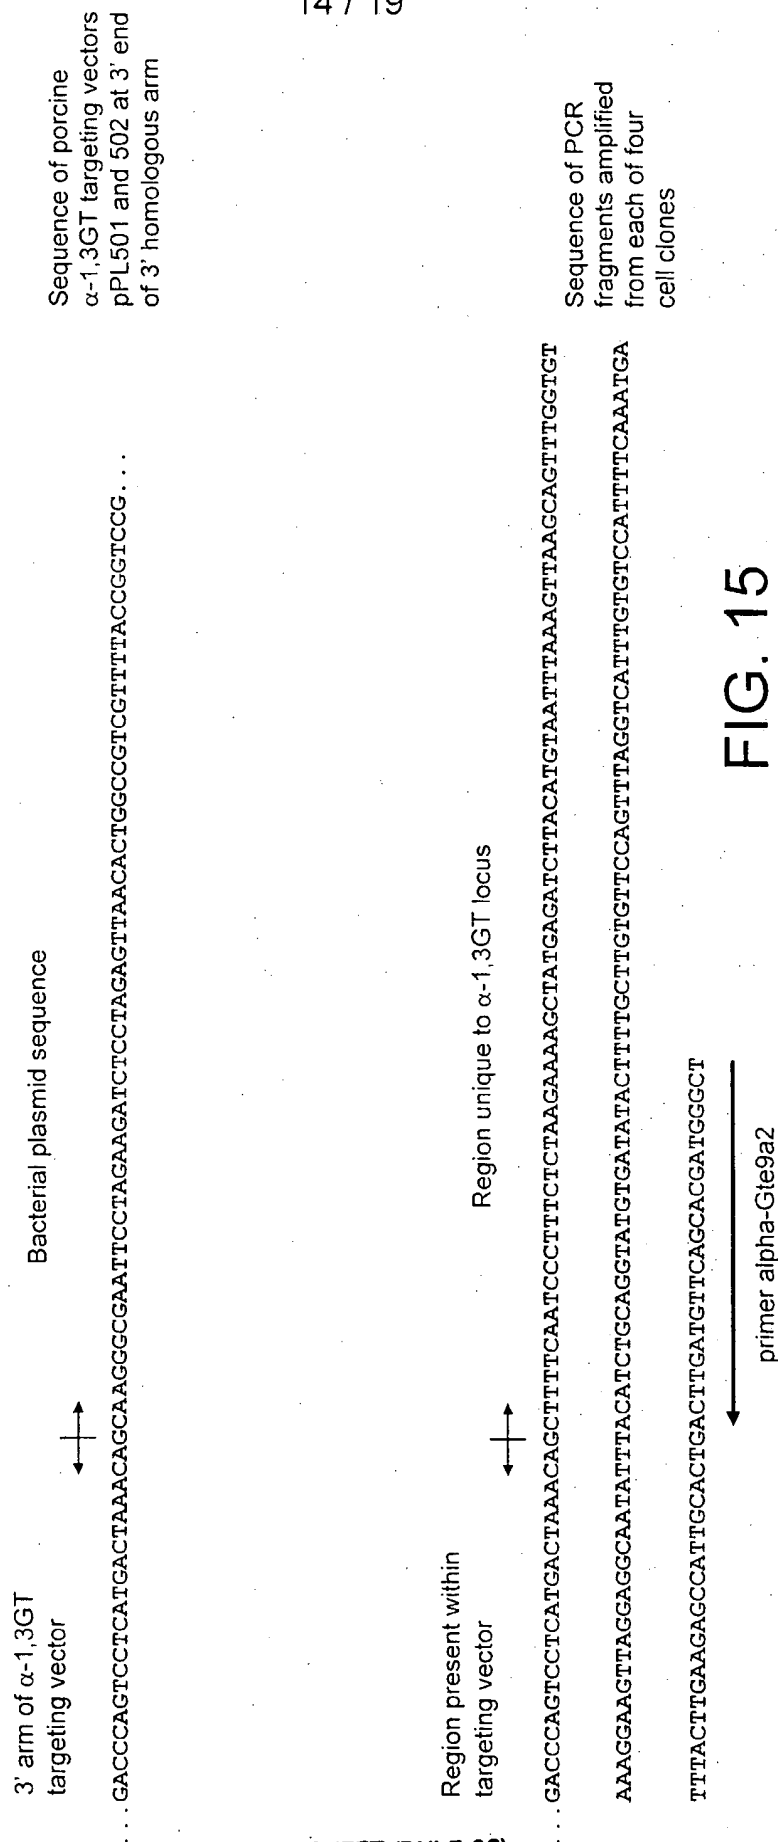 14 / 19
3' arm of α-1,3GT
targeting vector
Bacterial plasmid sequence
...GACCCAGTCCTCATGACTAAACAGCAAGGGCGAATTCCTAGAAGATCTCCTAGAGTTAACACTGGCCGTCGTTTTACCGGTCCG...
Sequence of porcine
α-1,3GT targeting vectors
pPL501 and 502 at 3' end
of 3' homologous arm
Region present within
targeting vector
Region unique to α-1,3GT locus
...GACCCAGTCCTCATGACTAAACAGCTTTTCAATCCCTTTCTCTAAGAAAAGCTATGAGATCTTACATGTAATTTAAAGTTAAGCAGTTTGGTGT
AAAGGAAGTTAGGAGGCAATATTTACATCTGCAGGTATGTGATATACTTTTGCTTGTGTTCCAGTTTAGGTCATTTGTGTCCATTTTCAAATGA
TTTACTTGAAGAGCCATTGCACTGACTTGATGTTCAGCACGATGGGCT
primer alpha-Gte9a2
Sequence of PCR
fragments amplified
from each of four
cell clones
FIG. 15